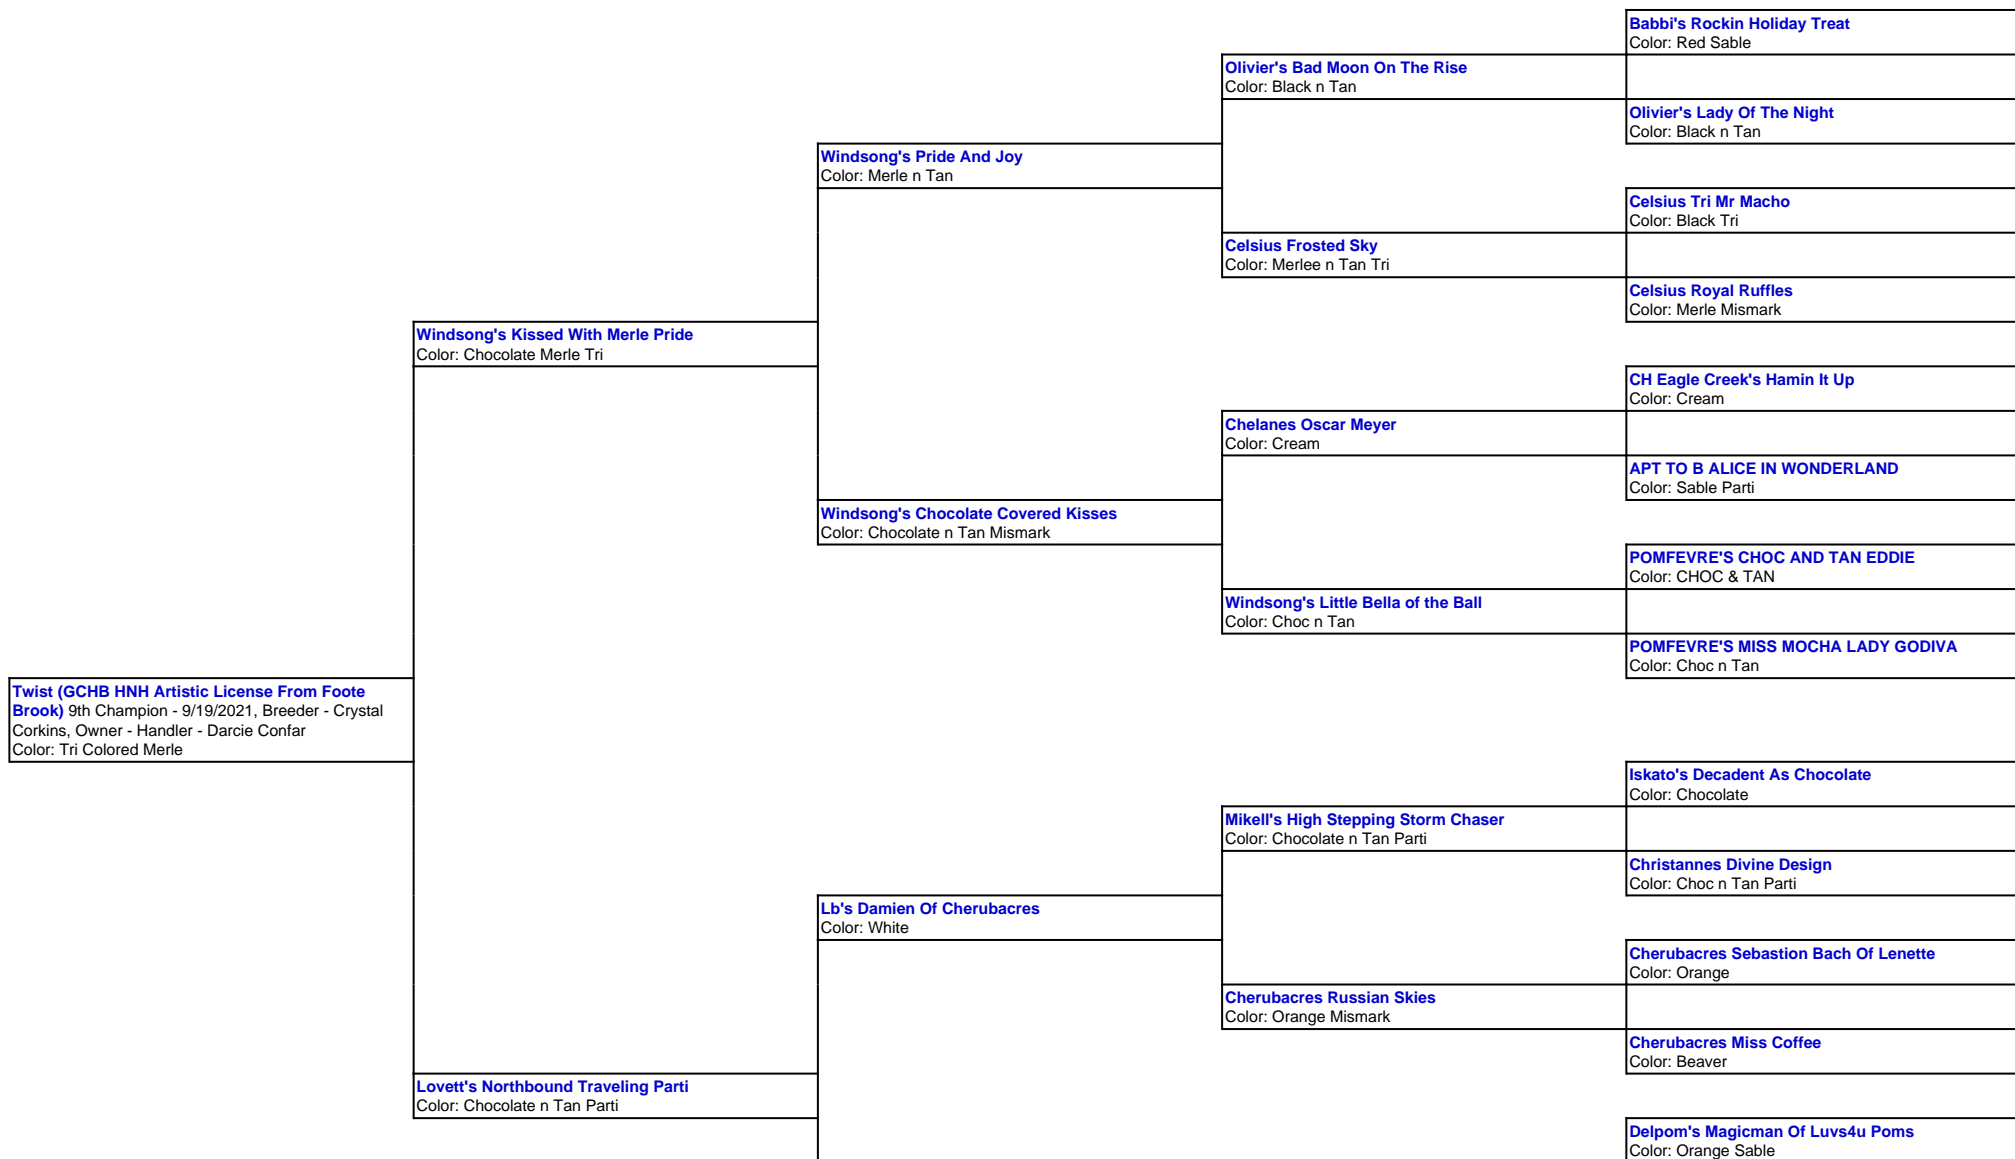 Babbi's Rockin Holiday Treat
Color: Red Sable
Olivier's Bad Moon On The Rise
Color: Black n Tan
Olivier's Lady Of The Night
Color: Black n Tan
Windsong's Pride And Joy
Color: Merle n Tan
Celsius Tri Mr Macho
Color: Black Tri
Celsius Frosted Sky
Color: Merlee n Tan Tri
Celsius Royal Ruffles
Color: Merle Mismark
Windsong's Kissed With Merle Pride
Color: Chocolate Merle Tri
CH Eagle Creek's Hamin It Up
Color: Cream
Chelanes Oscar Meyer
Color: Cream
APT TO B ALICE IN WONDERLAND
Color: Sable Parti
Windsong's Chocolate Covered Kisses
Color: Chocolate n Tan Mismark
POMFEVRE'S CHOC AND TAN EDDIE
Color: CHOC & TAN
Windsong's Little Bella of the Ball
Color: Choc n Tan
POMFEVRE'S MISS MOCHA LADY GODIVA
Color: Choc n Tan
Twist (GCHB HNH Artistic License From Foote
Brook) 9th Champion - 9/19/2021, Breeder - Crystal
Corkins, Owner - Handler - Darcie Confar
Color: Tri Colored Merle
Iskato's Decadent As Chocolate
Color: Chocolate
Mikell's High Stepping Storm Chaser
Color: Chocolate n Tan Parti
Christannes Divine Design
Color: Choc n Tan Parti
Lb's Damien Of Cherubacres
Color: White
Cherubacres Sebastion Bach Of Lenette
Color: Orange
Cherubacres Russian Skies
Color: Orange Mismark
Cherubacres Miss Coffee
Color: Beaver
Lovett's Northbound Traveling Parti
Color: Chocolate n Tan Parti
Delpom's Magicman Of Luvs4u Poms
Color: Orange Sable